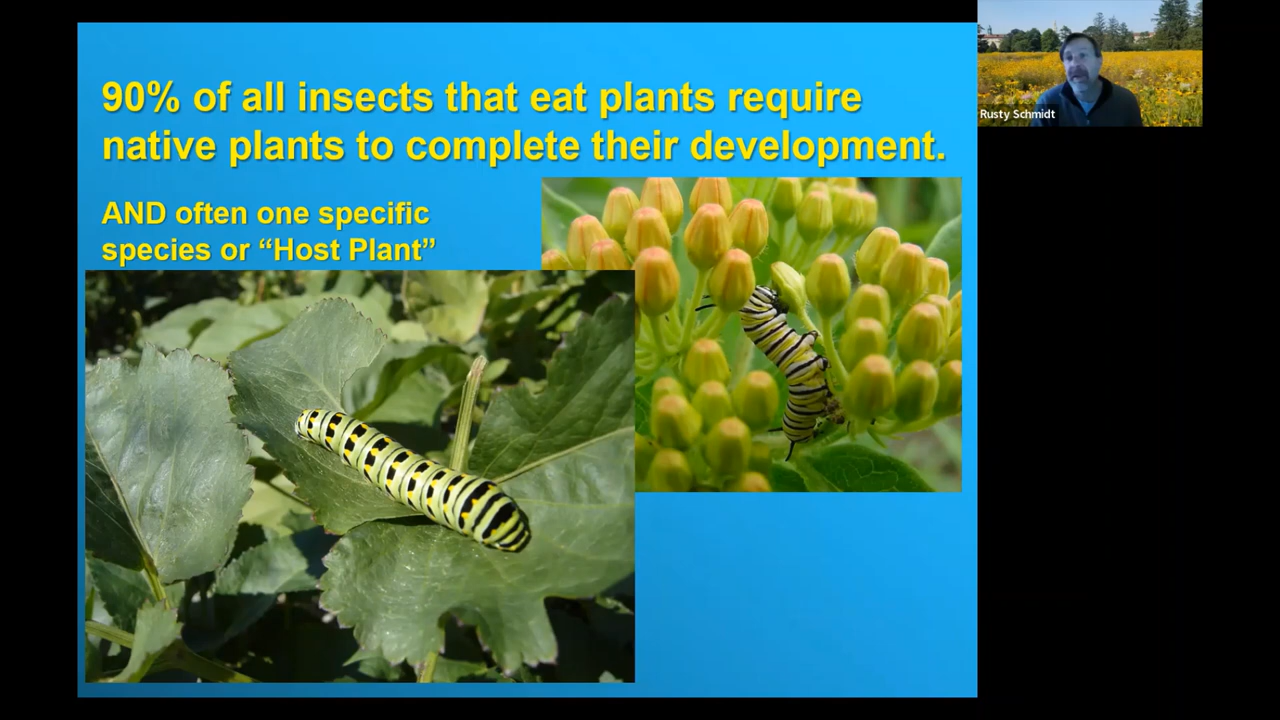 90% of all insects that eat plants require
native plants to complete their development.
AND often one specific
species or “Host Plant”
Rusty Schmidt